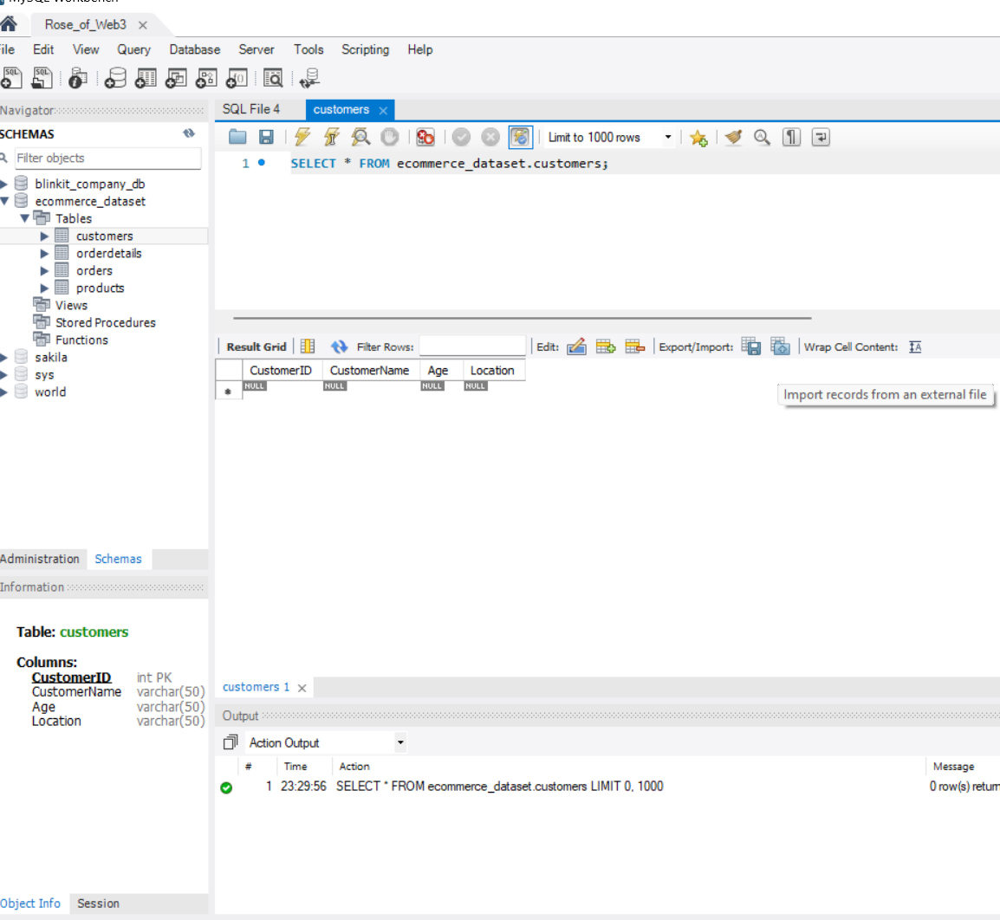 MySQL Workbench
Rose_of_Web3
File Edit View Query Database Server Tools Scripting Help
Navigator
SCHEMAS
Filter objects
blinkit_company_db
ecommerce_dataset
Tables
customers
orderdetails
orders
products
Views
Stored Procedures
Functions
sakila
sys
world
Administration Schemas
Information
Table: customers
Columns:
CustomerID int PK
CustomerName varchar(50)
Age varchar(50)
Location varchar(50)
Object Info Session
SQL File 4 customers
Limit to 1000 rows
1 SELECT * FROM ecommerce_dataset.customers;
Result Grid Filter Rows: Edit: Export/Import: Wrap Cell Content:
CustomerID CustomerName Age Location
NULL NULL NULL NULL
Import records from an external file
customers 1
Output
Action Output
# Time Action Message
1 23:29:56 SELECT * FROM ecommerce_dataset.customers LIMIT 0, 1000 0 row(s) return